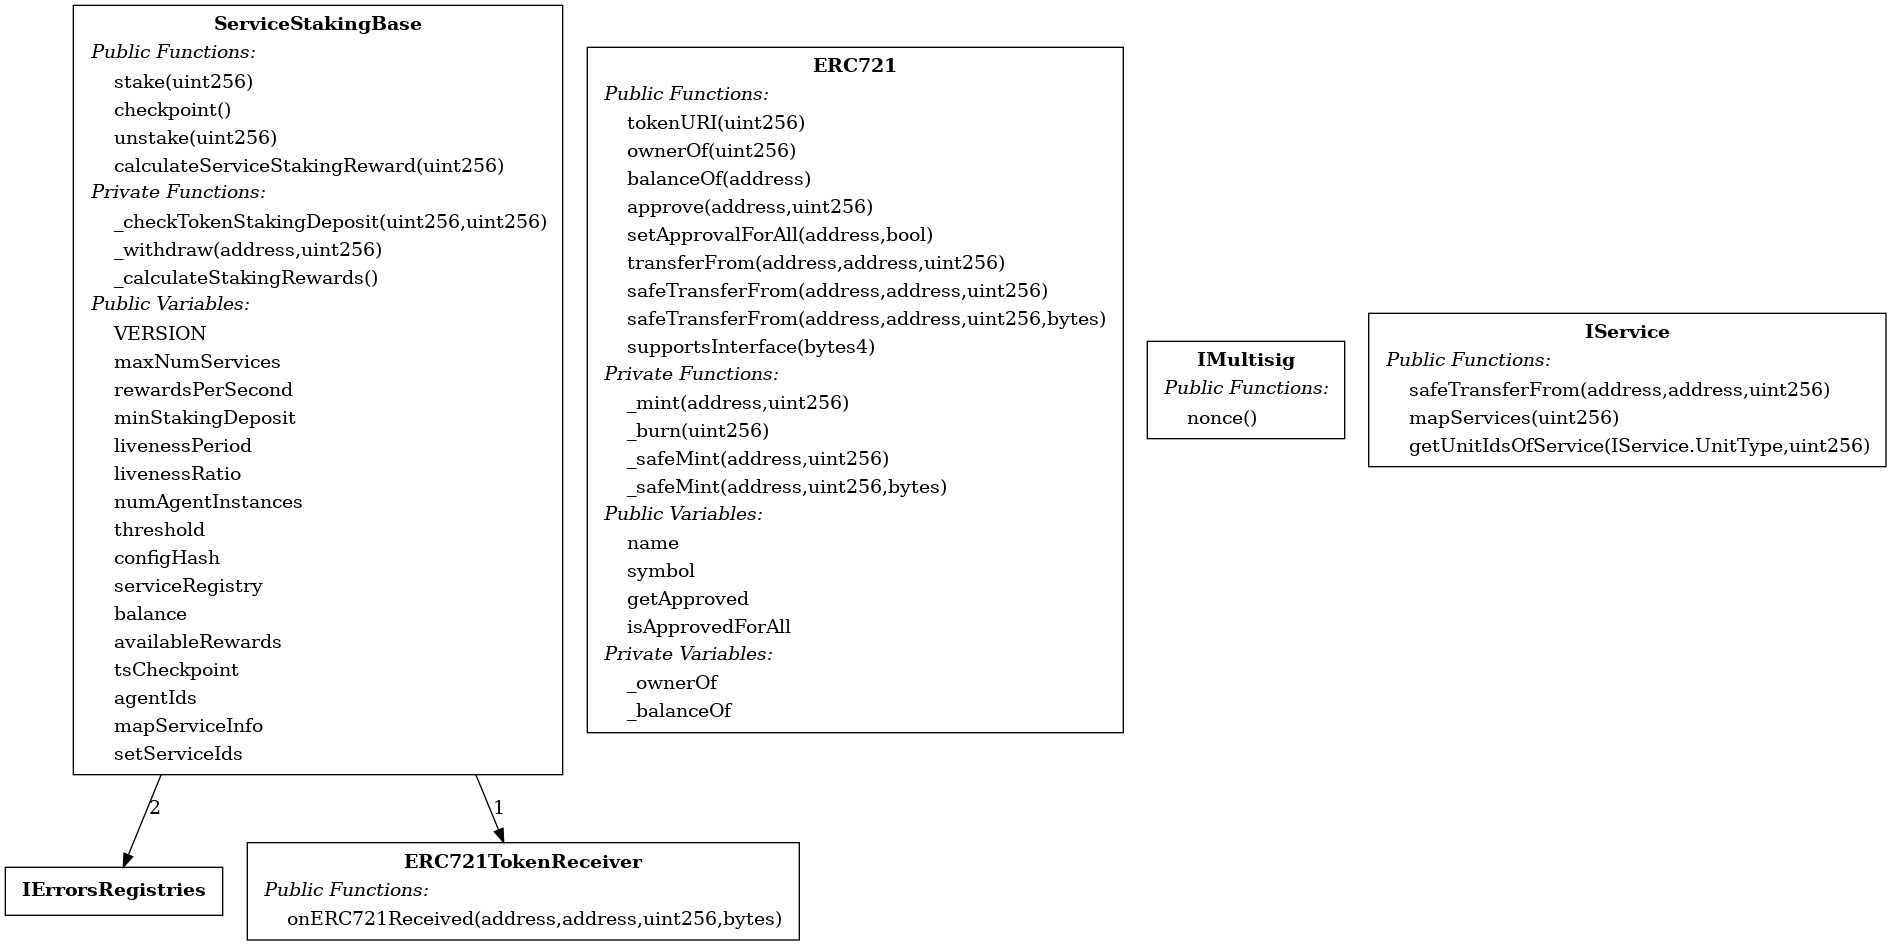 ServiceStakingBase
Public Functions:
stake(uint256)
checkpoint()
unstake(uint256)
calculateServiceStakingReward(uint256)
Private Functions:
_checkTokenStakingDeposit(uint256,uint256)
_withdraw(address,uint256)
_calculateStakingRewards()
Public Variables:
VERSION
maxNumServices
rewardsPerSecond
minStakingDeposit
livenessPeriod
livenessRatio
numAgentInstances
threshold
configHash
serviceRegistry
balance
availableRewards
tsCheckpoint
agentIds
mapServiceInfo
setServiceIds
ERC721
Public Functions:
tokenURI(uint256)
ownerOf(uint256)
balanceOf(address)
approve(address,uint256)
setApprovalForAll(address,bool)
transferFrom(address,address,uint256)
safeTransferFrom(address,address,uint256)
safeTransferFrom(address,address,uint256,bytes)
supportsInterface(bytes4)
Private Functions:
_mint(address,uint256)
_burn(uint256)
_safeMint(address,uint256)
_safeMint(address,uint256,bytes)
Public Variables:
name
symbol
getApproved
isApprovedForAll
Private Variables:
_ownerOf
_balanceOf
IMultisig
Public Functions:
nonce()
IService
Public Functions:
safeTransferFrom(address,address,uint256)
mapServices(uint256)
getUnitIdsOfService(IService.UnitType,uint256)
2
1
IErrorsRegistries
ERC721TokenReceiver
Public Functions:
onERC721Received(address,address,uint256,bytes)